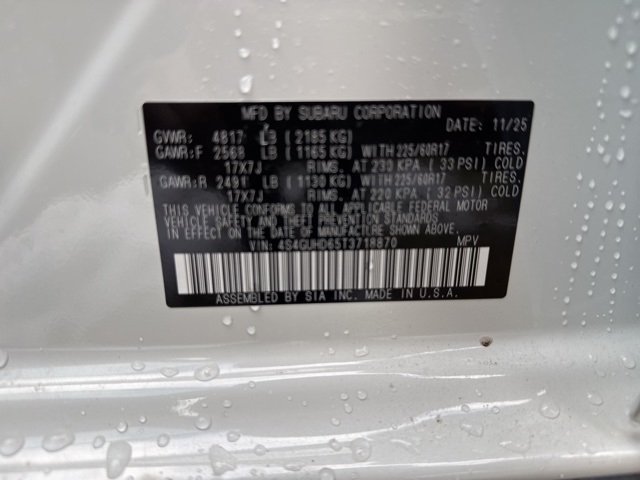 MFD BY SUBARU CORPORATION
DATE: 11/25
GVWR: 4817 LB (2185 KG)
GAWR:F 2568 LB (1165 KG) WITH 225/60R17 TIRES.
17X7J RIMS. AT 230 KPA (33 PSI) COLD
GAWR:R 2491 LB (1130 KG) WITH 225/60R17 TIRES.
17X7J RIMS. AT 220 KPA (32 PSI) COLD
THIS VEHICLE CONFORMS TO ALL APPLICABLE FEDERAL MOTOR
VEHICLE SAFETY, BUMPER, AND THEFT PREVENTION STANDARDS
IN EFFECT ON THE DATE OF MANUFACTURE SHOWN ABOVE.
VIN: 4S4GUHD65T3718870 MPV
ASSEMBLED BY SIA INC. MADE IN U.S.A.